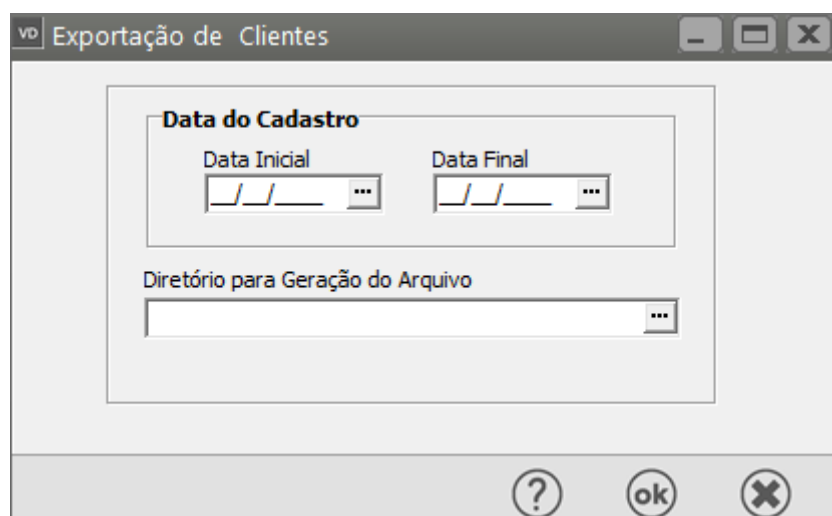 VD Exportação de Clientes
Data do Cadastro
Data Inicial Data Final
__/__/____ ... __/__/____ ...
Diretório para Geração do Arquivo
...
? ok